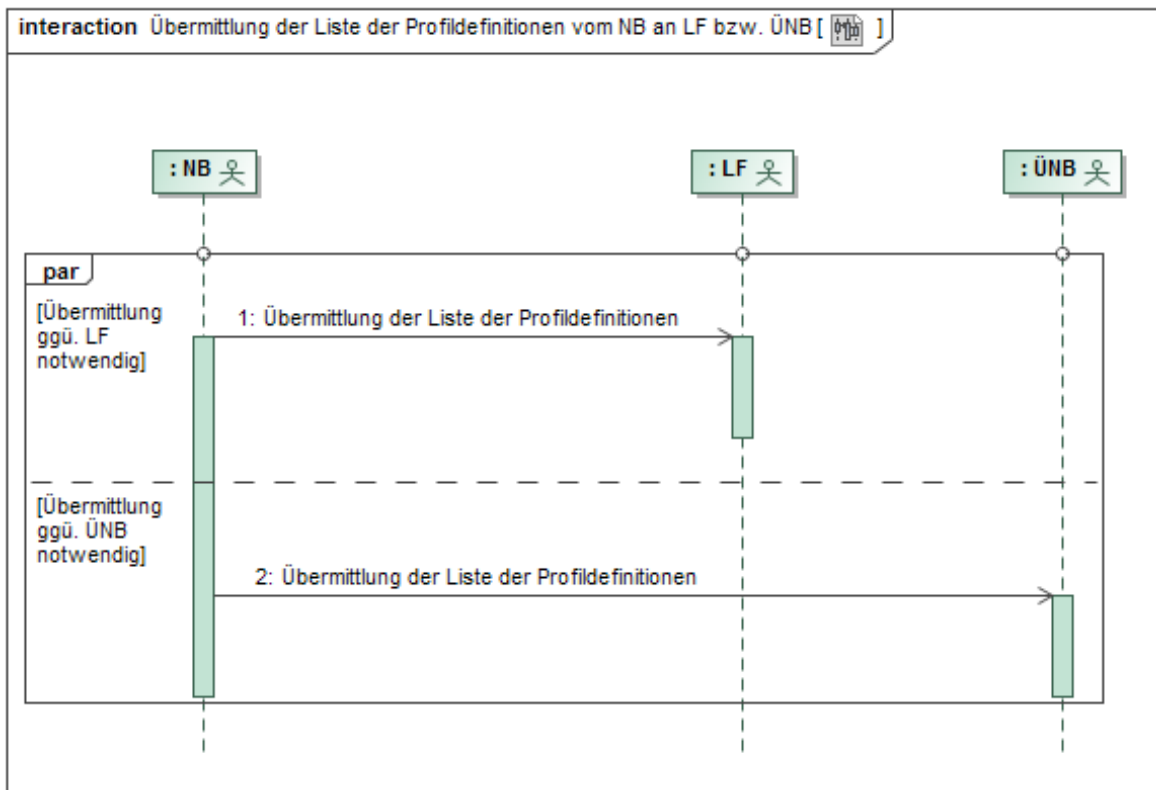 interaction Übermittlung der Liste der Profildefinitionen vom NB an LF bzw. ÜNB [ ]
: NB
: LF
: ÜNB
par
[Übermittlung
ggü. LF
notwendig]
1: Übermittlung der Liste der Profildefinitionen
[Übermittlung
ggü. ÜNB
notwendig]
2: Übermittlung der Liste der Profildefinitionen